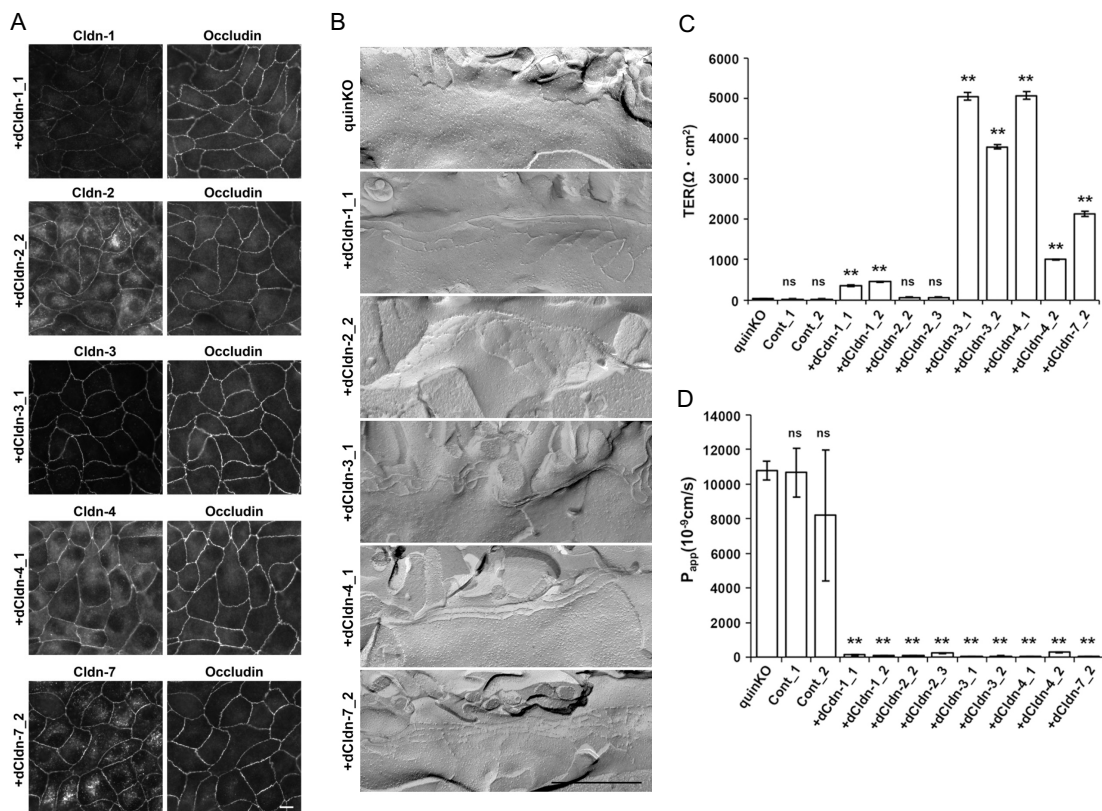 A
Cldn-1 Occludin
+dCldn-1_1
Cldn-2 Occludin
+dCldn-2_2
Cldn-3 Occludin
+dCldn-3_1
Cldn-4 Occludin
+dCldn-4_1
Cldn-7 Occludin
+dCldn-7_2
B
quinKO
+dCldn-1_1
+dCldn-2_2
+dCldn-3_1
+dCldn-4_1
+dCldn-7_2
C
TER(Ω · cm²)
6000
5000
4000
3000
2000
1000
0
ns ns ** ** ns ns ** ** ** ** **
quinKO
Cont_1
Cont_2
+dCldn-1_1
+dCldn-1_2
+dCldn-2_2
+dCldn-2_3
+dCldn-3_1
+dCldn-3_2
+dCldn-4_1
+dCldn-4_2
+dCldn-7_2
D
Papp(10⁻⁹cm/s)
14000
12000
10000
8000
6000
4000
2000
0
ns ns ** ** ** ** ** ** ** ** **
quinKO
Cont_1
Cont_2
+dCldn-1_1
+dCldn-1_2
+dCldn-2_2
+dCldn-2_3
+dCldn-3_1
+dCldn-3_2
+dCldn-4_1
+dCldn-4_2
+dCldn-7_2